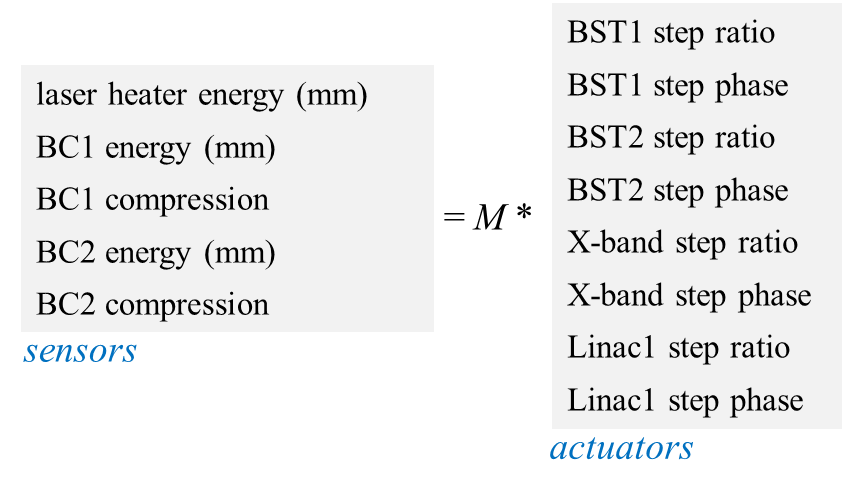 laser heater energy (mm)
BC1 energy (mm)
BC1 compression
BC2 energy (mm)
BC2 compression
sensors
= M *
BST1 step ratio
BST1 step phase
BST2 step ratio
BST2 step phase
X-band step ratio
X-band step phase
Linac1 step ratio
Linac1 step phase
actuators